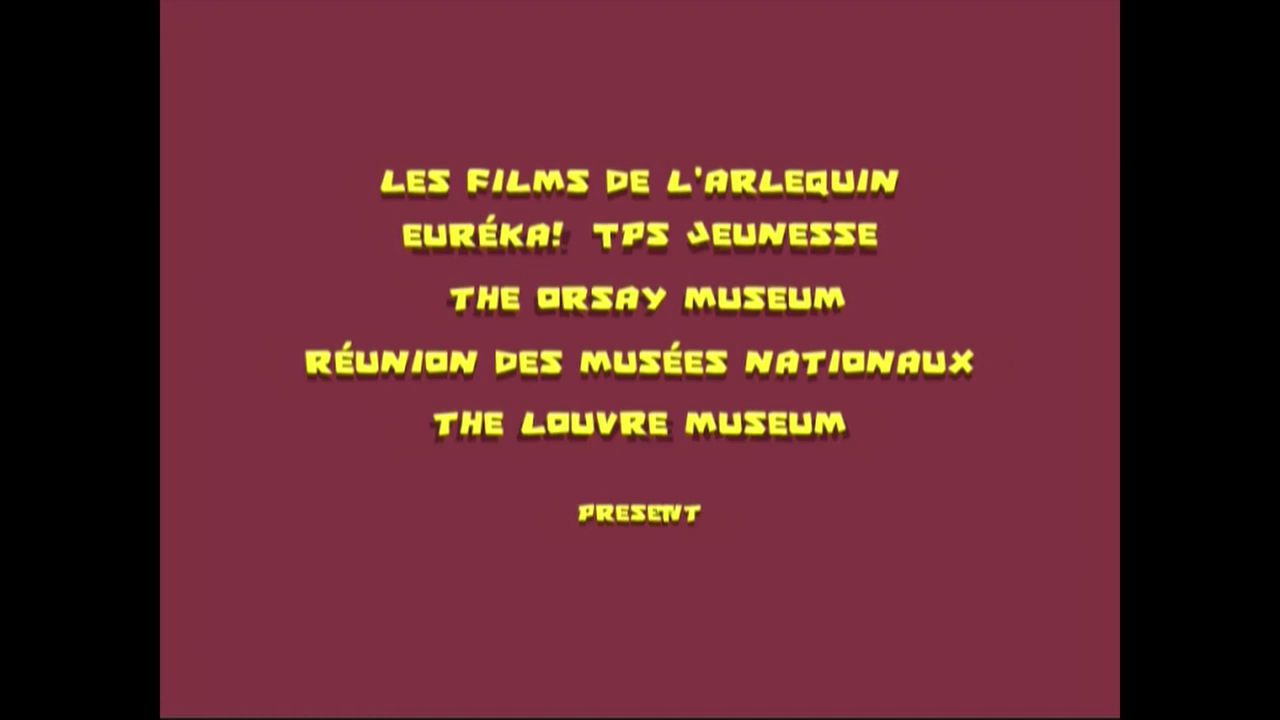 LES FILMS DE L'ARLEQUIN
EURÉKA! TPS JEUNESSE
THE ORSAY MUSEUM
RÉUNION DES MUSÉES NATIONAUX
THE LOUVRE MUSEUM
PRESENT